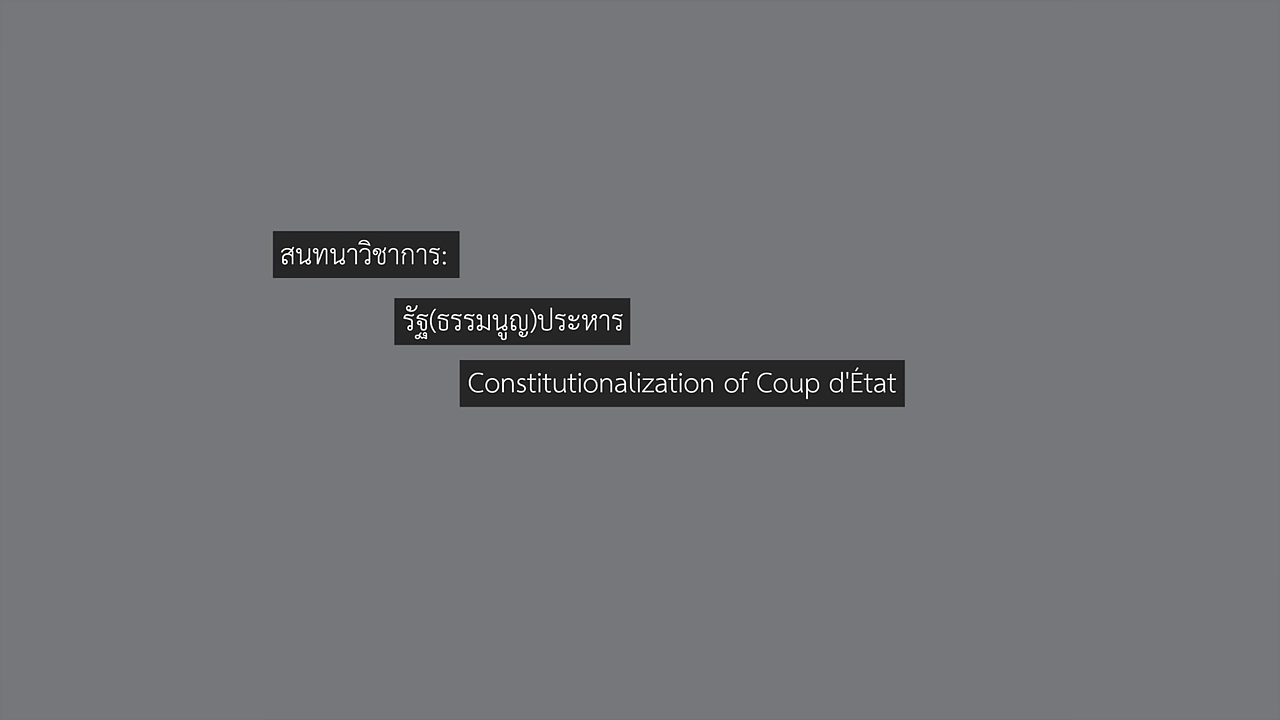 สนทนาวิชาการ:
รัฐ(ธรรมนูญ)ประหาร
Constitutionalization of Coup d'État